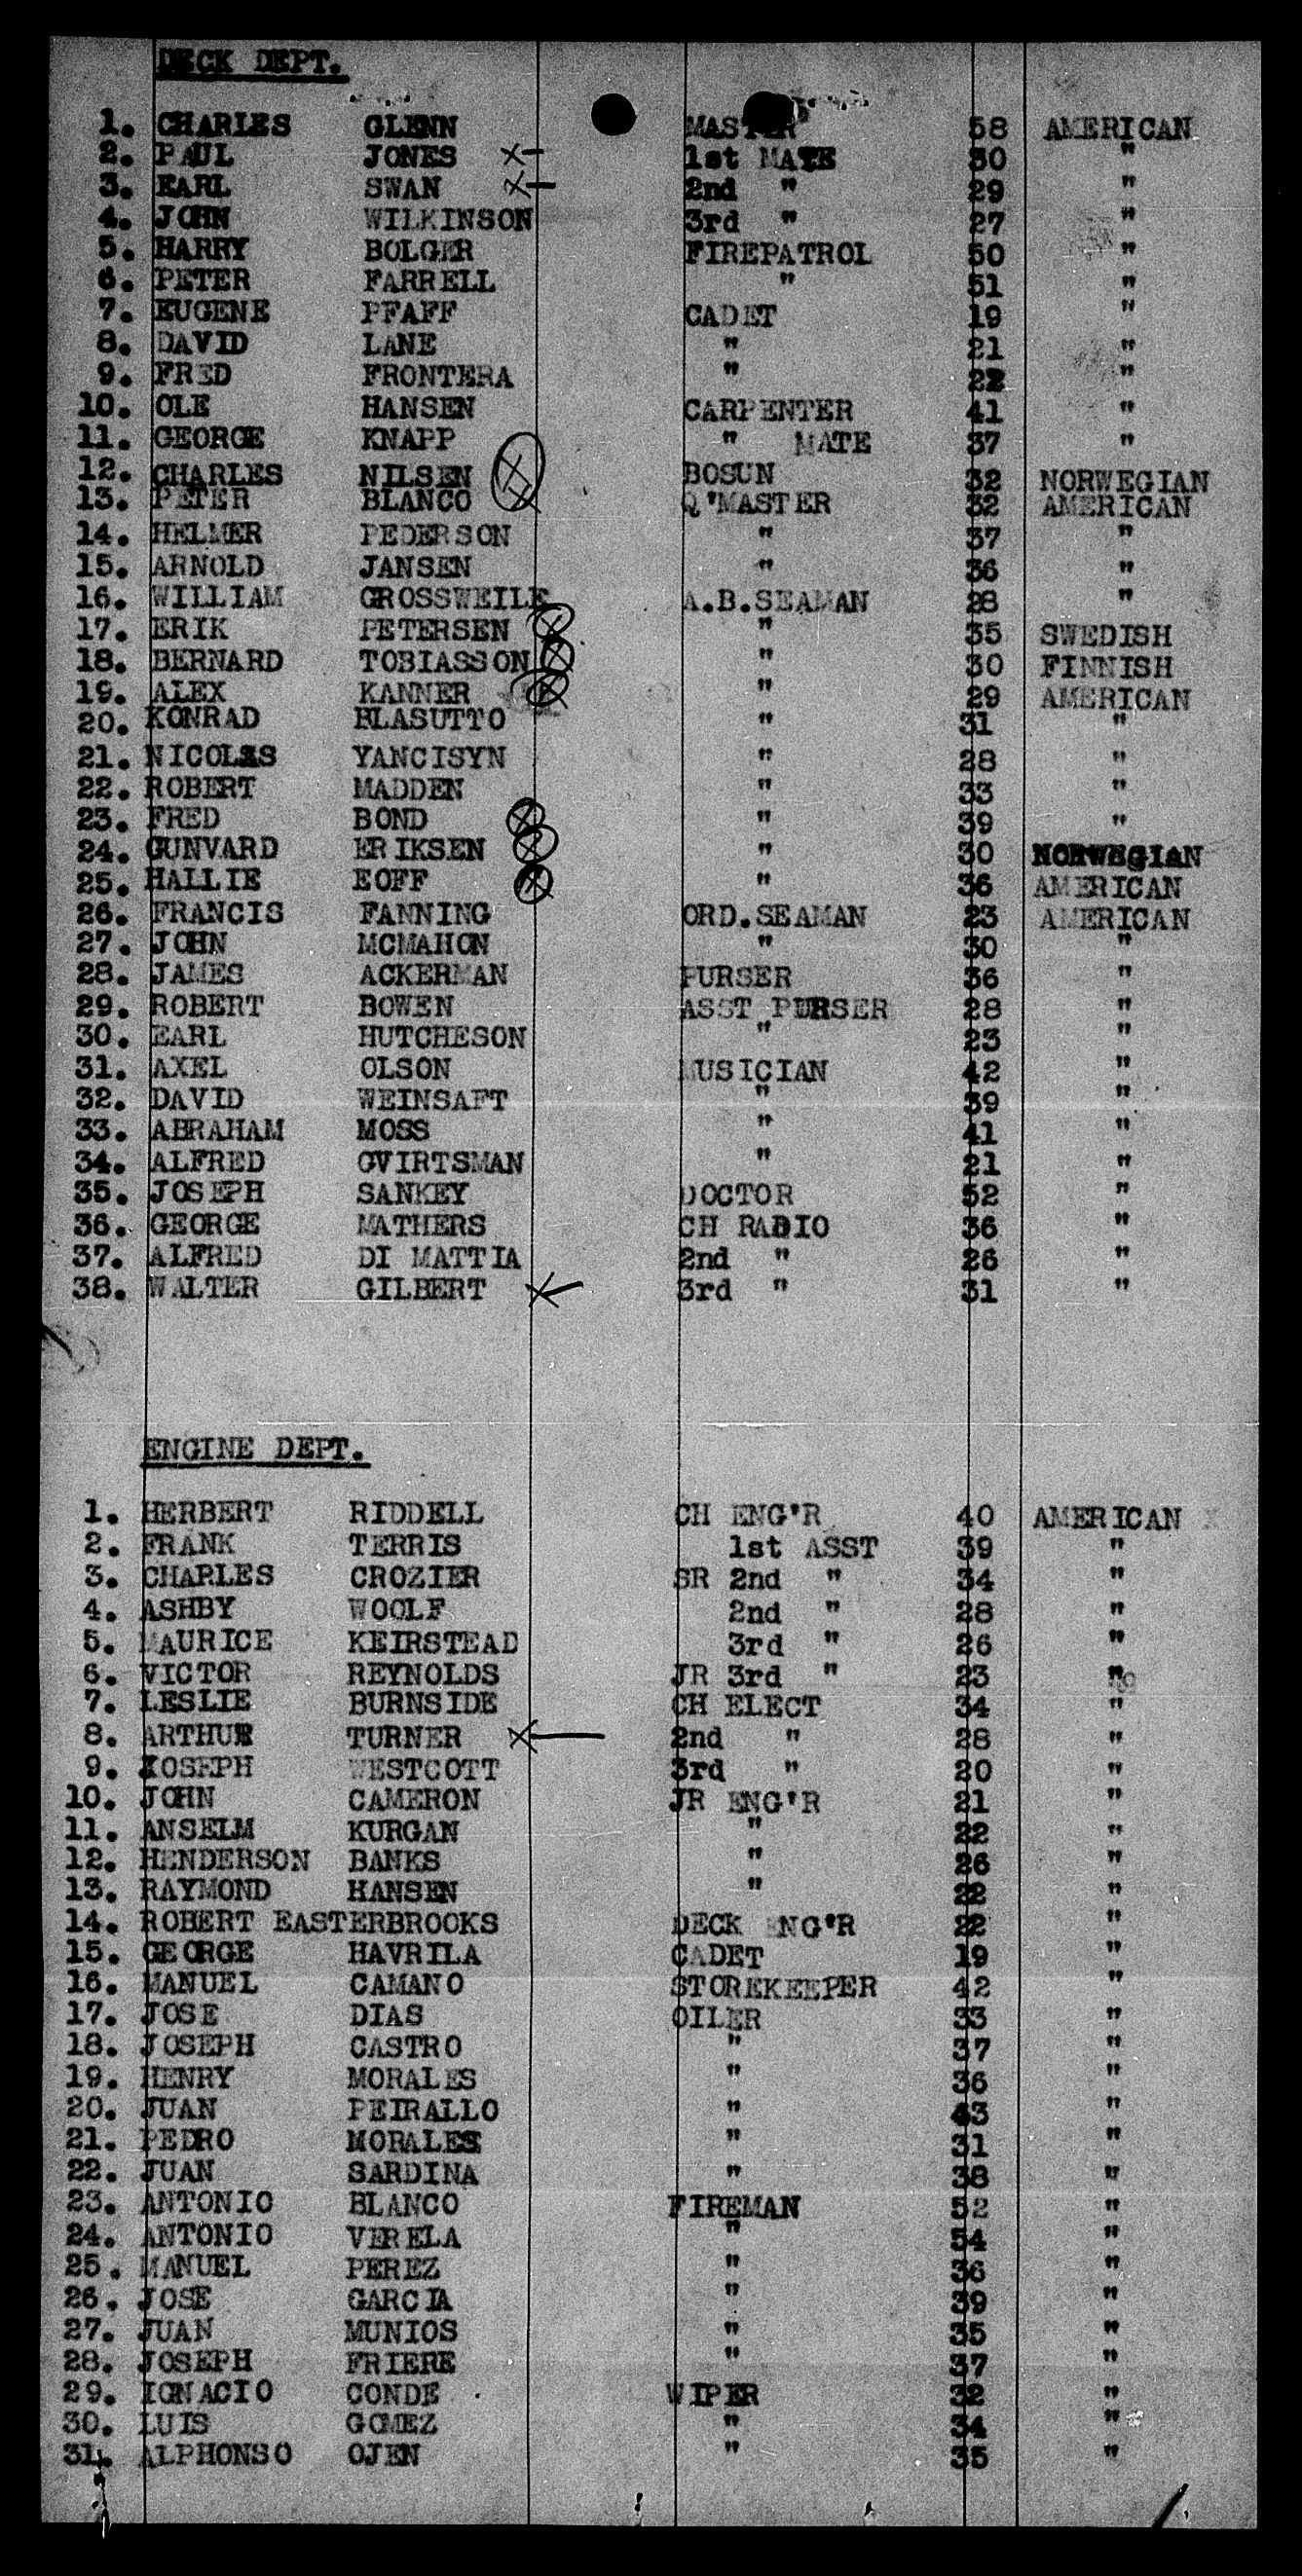 DECK DEPT.
1. CHARLES GLENN MASTER 58 AMERICAN
2. PAUL JONES X- 1st MATE 30 "
3. EARL SWAN X- 2nd " 29 "
4. JOHN WILKINSON 3rd " 27 "
5. HARRY BOLGER FIREPATROL 50 "
6. PETER FARRELL " 51 "
7. EUGENE PFAFF CADET 19 "
8. DAVID LANE " 21 "
9. FRED FRONTERA " 22 "
10. OLE HANSEN CARPENTER 41 "
11. GEORGE KNAPP " MATE 37 "
12. CHARLES NILSEN X BOSUN 32 NORWEGIAN
13. PETER BLANCO X Q'MASTER 32 AMERICAN
14. HELMER PEDERSON " 37 "
15. ARNOLD JANSEN " 36 "
16. WILLIAM GROSSWEILE A.B.SEAMAN 28 "
17. ERIK PETERSEN X " 35 SWEDISH
18. BERNARD TOBIASSON X " 30 FINNISH
19. ALEX KANNER X " 29 AMERICAN
20. KONRAD BLASUTTO " 31 "
21. NICOLAS YANCISYN " 28 "
22. ROBERT MADDEN " 33 "
23. FRED BOND X " 39 "
24. GUNVARD ERIKSEN X " 30 NORWEGIAN
25. HALLIE EOFF X " 36 AMERICAN
26. FRANCIS FANNING ORD.SEAMAN 23 AMERICAN
27. JOHN MCMAHON " 30 "
28. JAMES ACKERMAN PURSER 36 "
29. ROBERT BOWEN ASST PURSER 28 "
30. EARL HUTCHESON " 23 "
31. AXEL OLSON MUSICIAN 42 "
32. DAVID WEINSAFT " 39 "
33. ABRAHAM MOSS " 41 "
34. ALFRED GVIRTSMAN " 21 "
35. JOSEPH SANKEY DOCTOR 52 "
36. GEORGE MATHERS CH RADIO 36 "
37. ALFRED DI MATTIA 2nd " 26 "
38. WALTER GILBERT X- 3rd " 31 "
ENGINE DEPT.
1. HERBERT RIDDELL CH ENG'R 40 AMERICAN
2. FRANK TERRIS 1st ASST 39 "
3. CHARLES CROZIER SR 2nd " 34 "
4. ASHBY WOOLF 2nd " 28 "
5. MAURICE KEIRSTEAD 3rd " 26 "
6. VICTOR REYNOLDS JR 3rd " 23 "
7. LESLIE BURNSIDE CH ELECT 34 "
8. ARTHUR TURNER X- 2nd " 28 "
9. XOSEPH WESTCOTT 3rd " 20 "
10. JOHN CAMERON JR ENG'R 21 "
11. ANSELM KURGAN " 22 "
12. HENDERSON BANKS " 26 "
13. RAYMOND HANSEN " 22 "
14. ROBERT EASTERBROOKS DECK ENG'R 22 "
15. GEORGE HAVRILA CADET 19 "
16. MANUEL CAMANO STOREKEEPER 42 "
17. JOSE DIAS OILER 33 "
18. JOSEPH CASTRO " 37 "
19. HENRY MORALES " 36 "
20. JUAN PEIRALLO " 43 "
21. PEDRO MORALES " 31 "
22. JUAN SARDINA " 38 "
23. ANTONIO BLANCO FIREMAN 52 "
24. ANTONIO VERELA " 54 "
25. MANUEL PEREZ " 36 "
26. JOSE GARCIA " 39 "
27. JUAN MUNIOS " 35 "
28. JOSEPH FRIERE " 37 "
29. IGNACIO CONDE WIPER 32 "
30. LUIS GOMEZ " 34 "
31. ALPHONSO OJEN " 35 "